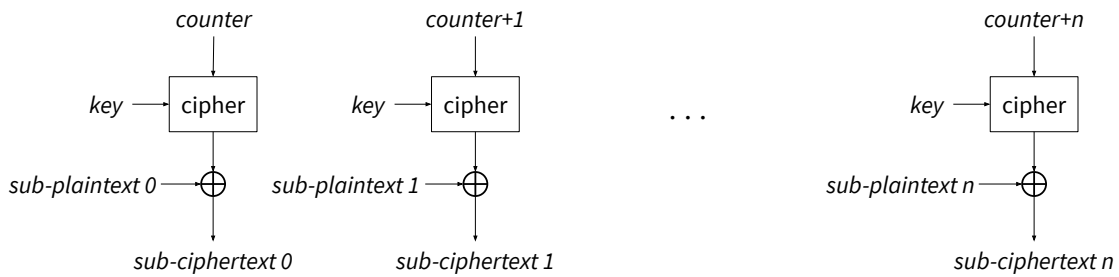 counter counter+1 counter+n
key cipher key cipher . . . key cipher
sub-plaintext 0 sub-plaintext 1 sub-plaintext n
sub-ciphertext 0 sub-ciphertext 1 sub-ciphertext n